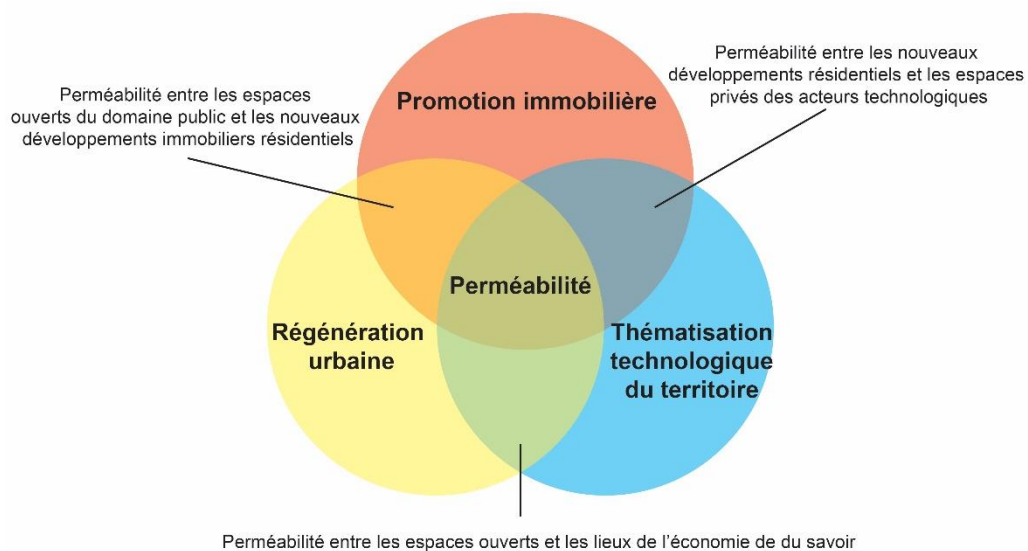 Perméabilité entre les espaces
ouverts du domaine public et les nouveaux
développements immobiliers résidentiels
Promotion immobilière
Perméabilité entre les nouveaux
développements résidentiels et les espaces
privés des acteurs technologiques
Perméabilité
Régénération
urbaine
Thématisation
technologique
du territoire
Perméabilité entre les espaces ouverts et les lieux de l’économie de du savoir